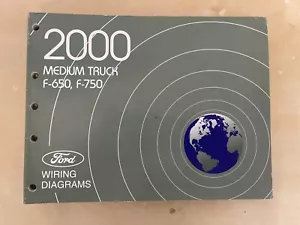 2000
MEDIUM TRUCK
F-650, F-750
Ford
WIRING
DIAGRAMS